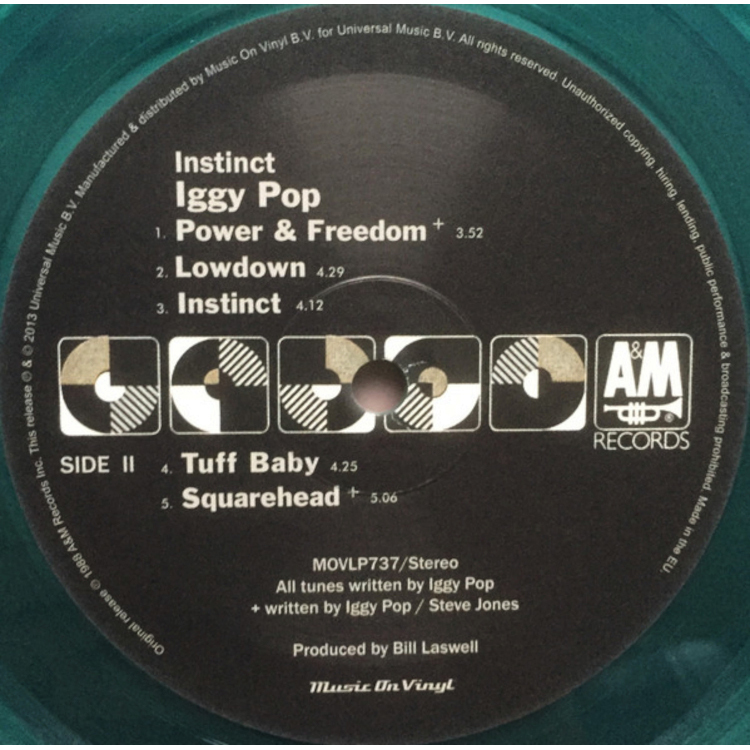 Original release ℗ 1988 A&M Records Inc. This release ℗ & © 2013 Universal Music B.V. Manufactured & distributed by Music On Vinyl B.V. for Universal Music B.V. All rights reserved. Unauthorized copying, hiring, lending, public performance & broadcasting prohibited. Made in the EU.
Instinct
Iggy Pop
1. Power & Freedom + 3.52
2. Lowdown 4.29
3. Instinct 4.12
A&M ®
RECORDS
SIDE II
4. Tuff Baby 4.25
5. Squarehead + 5.06
MOVLP737/Stereo
All tunes written by Iggy Pop
+ written by Iggy Pop / Steve Jones
Produced by Bill Laswell
Music On Vinyl